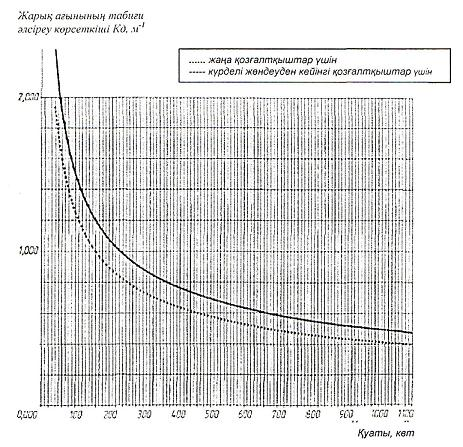 Жарық ағынының табиғи
әлсіреу көрсеткіші Кд, м⁻¹
...... жаңа қозғалтқыштар үшін
----- күрделі жөндеуден кейінгі қозғалтқыштар үшін
2,000
1,000
0,000 100 200 300 400 500 600 700 800 900 1000 1100
Қуаты, квт